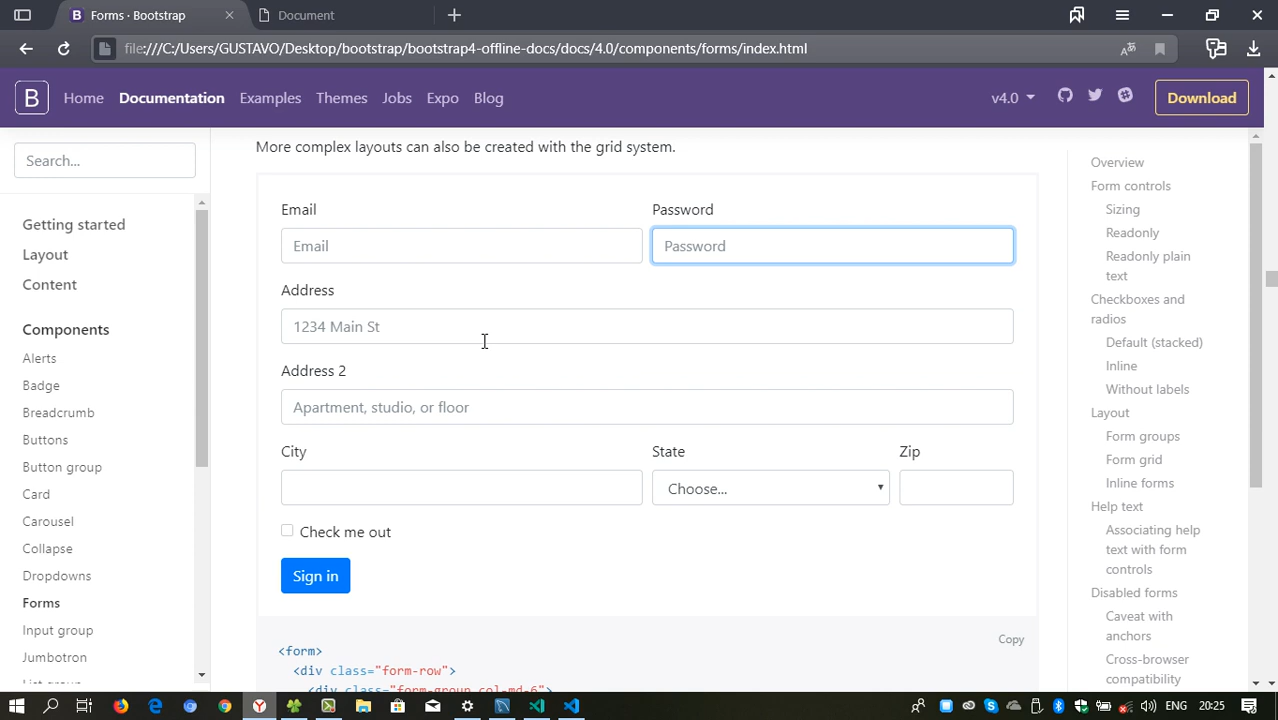 Forms · Bootstrap
Document
file:///C:/Users/GUSTAVO/Desktop/bootstrap/bootstrap4-offline-docs/docs/4.0/components/forms/index.html
B Home Documentation Examples Themes Jobs Expo Blog v4.0 Download
Search...
Getting started
Layout
Content
Components
Alerts
Badge
Breadcrumb
Buttons
Button group
Card
Carousel
Collapse
Dropdowns
Forms
Input group
Jumbotron
List group
More complex layouts can also be created with the grid system.
Email Password
Email Password
Address
1234 Main St
Address 2
Apartment, studio, or floor
City State Zip
Choose...
Check me out
Sign in
Copy
<form>
<div class="form-row">
<div class="form-group col-md-6">
Overview
Form controls
Sizing
Readonly
Readonly plain
text
Checkboxes and
radios
Default (stacked)
Inline
Without labels
Layout
Form groups
Form grid
Inline forms
Help text
Associating help
text with form
controls
Disabled forms
Caveat with
anchors
Cross-browser
compatibility
ENG 20:25